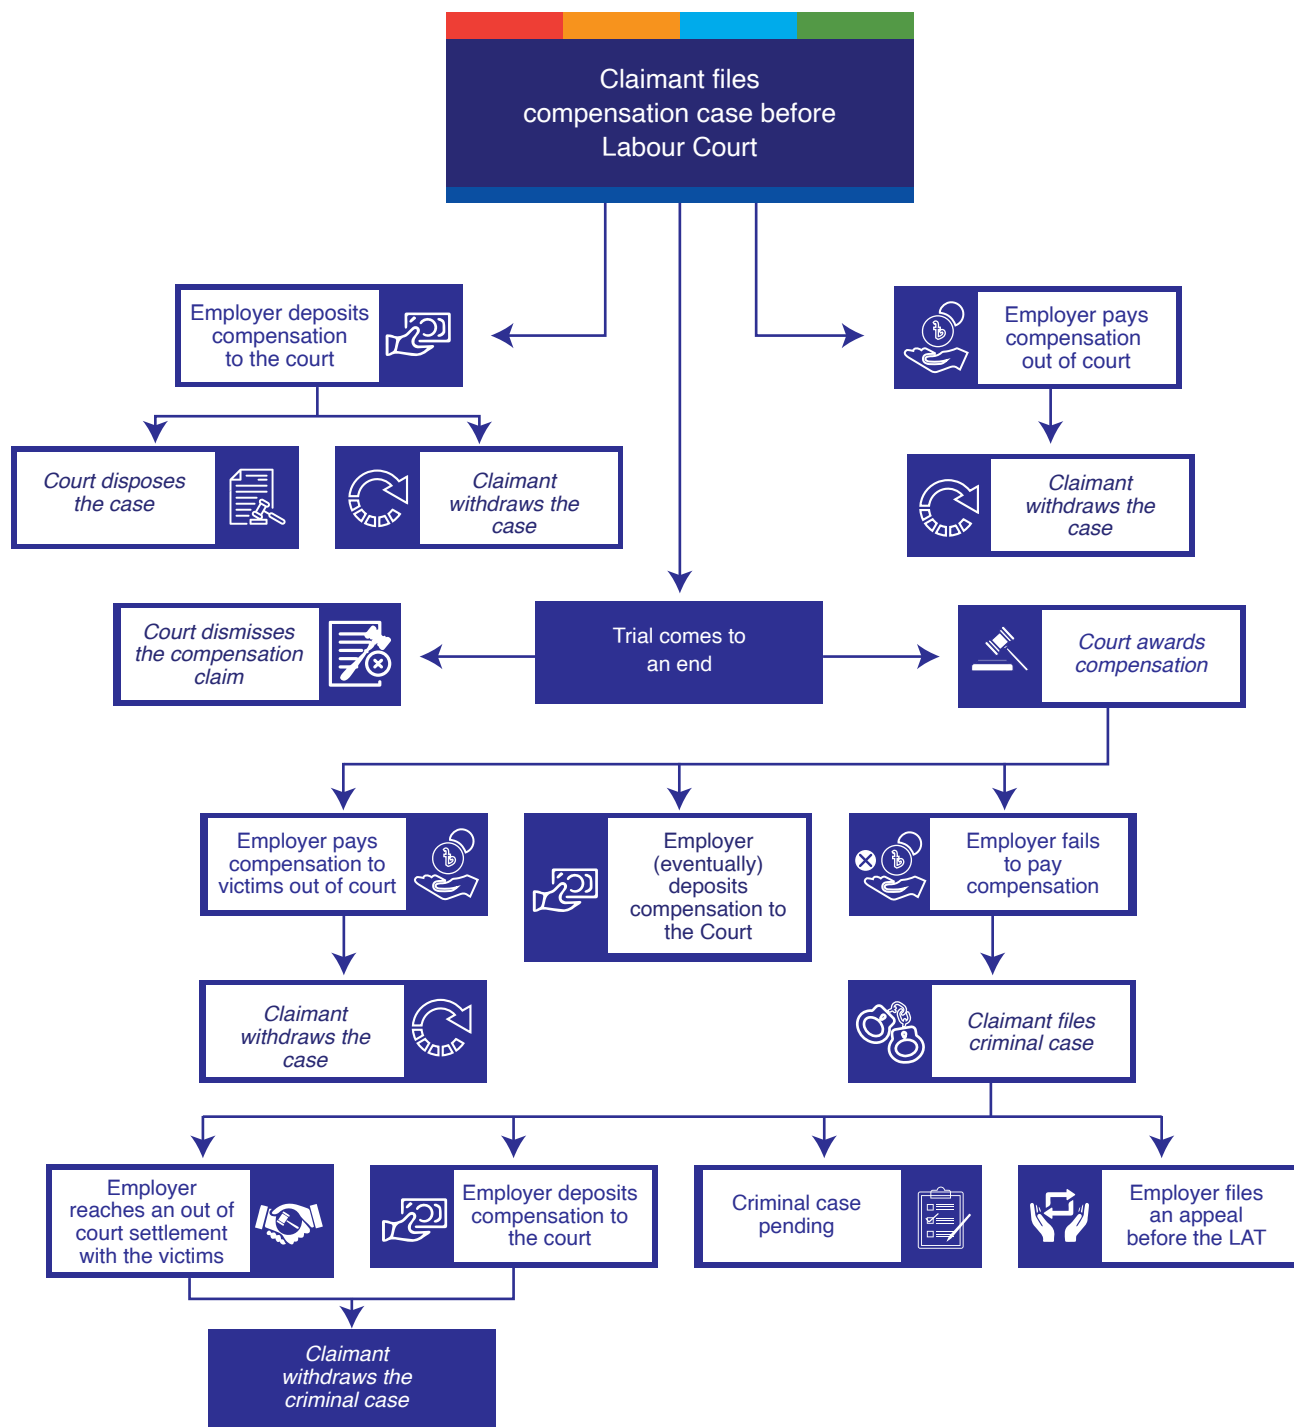 Claimant files
compensation case before
Labour Court
Employer deposits
compensation
to the court
Employer pays
compensation
out of court
Court disposes
the case
Claimant
withdraws the
case
Claimant
withdraws the
case
Court dismisses
the compensation
claim
Trial comes to
an end
Court awards
compensation
Employer pays
compensation to
victims out of court
Employer
(eventually)
deposits
compensation to
the Court
Employer fails
to pay
compensation
Claimant
withdraws the
case
Claimant files
criminal case
Employer
reaches an out of
court settlement
with the victims
Employer deposits
compensation to
the court
Criminal case
pending
Employer files
an appeal
before the LAT
Claimant
withdraws the
criminal case